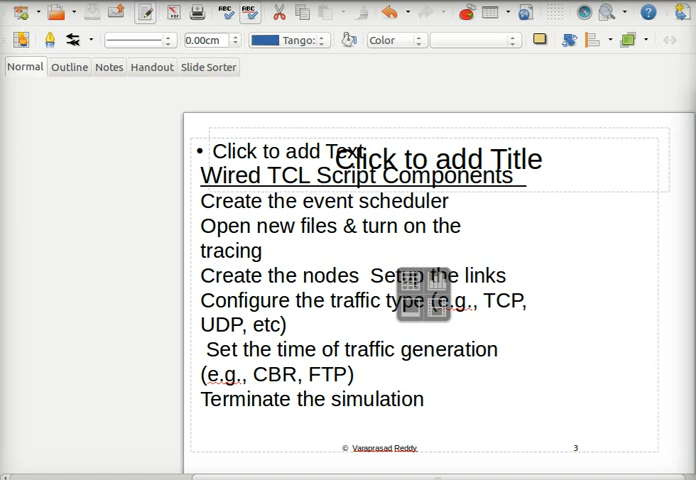 0.00cm
Tango:
Color
Normal
Outline
Notes
Handout
Slide Sorter
• Click to add Text
Click to add Title
Wired TCL Script Components
Create the event scheduler
Open new files & turn on the
tracing
Create the nodes  Setup the links
Configure the traffic type (e.g., TCP,
UDP, etc)
Set the time of traffic generation
(e.g., CBR, FTP)
Terminate the simulation
© Varaprasad Reddy
3